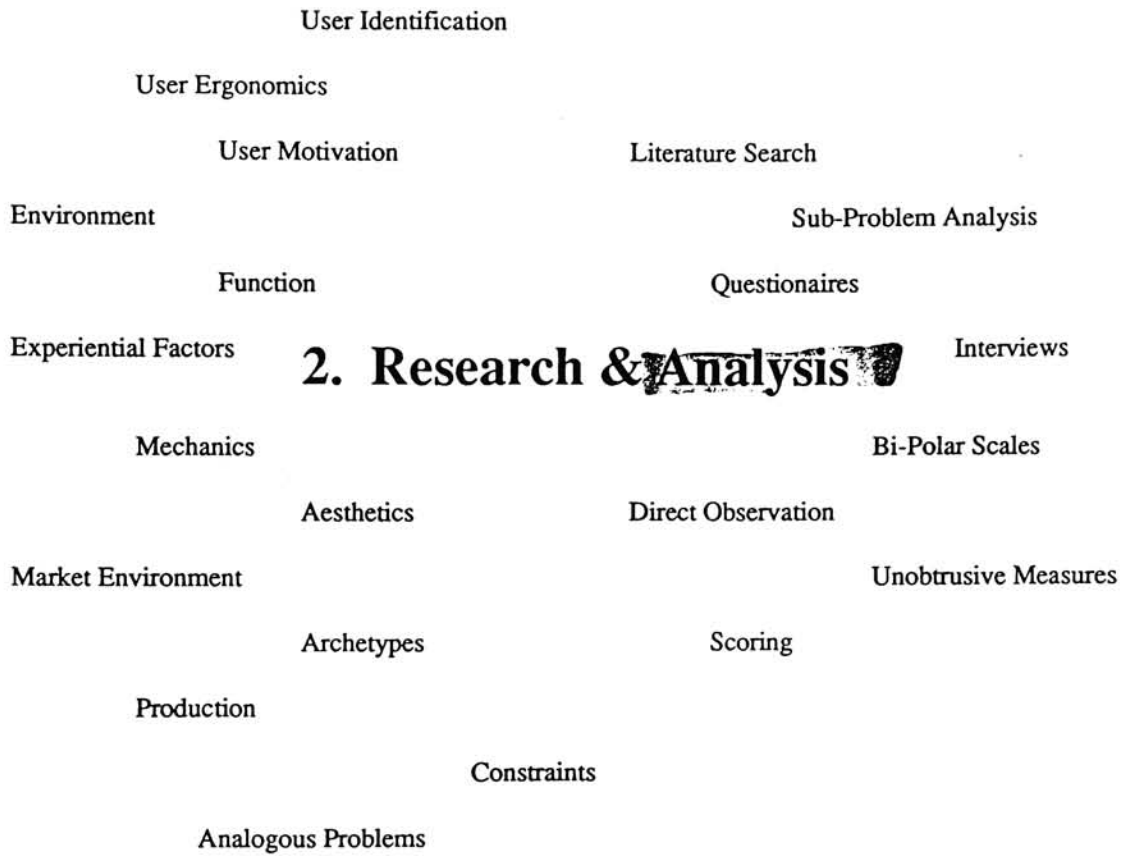 User Identification
User Ergonomics
User Motivation Literature Search
Environment Sub-Problem Analysis
Function Questionaires
Experiential Factors 2. Research & Analysis Interviews
Mechanics Bi-Polar Scales
Aesthetics Direct Observation
Market Environment Unobtrusive Measures
Archetypes Scoring
Production
Constraints
Analogous Problems